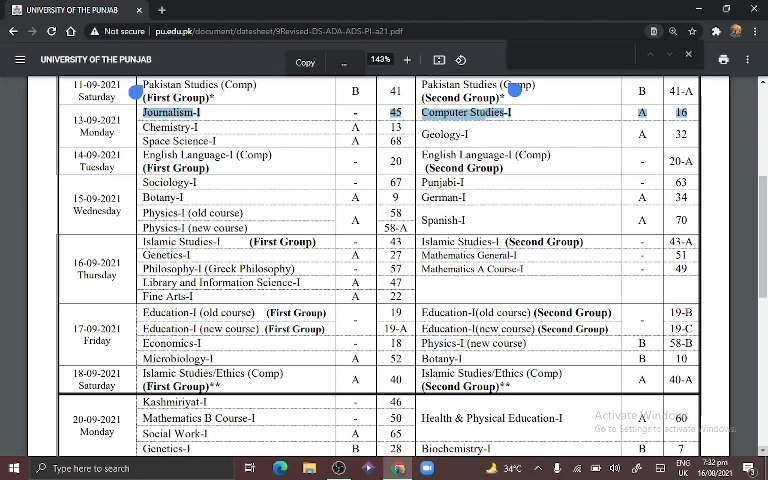 UNIVERSITY OF THE PUNJAB
Not secure | pu.edu.pk/document/datesheet/9Revised-DS-ADA-ADS-PI-a21.pdf
UNIVERSITY OF THE PUNJAB
Copy
...
143%
11-09-2021 Saturday
Pakistan Studies (Comp) B 41 Pakistan Studies (Comp) B 41-A
(First Group)* (Second Group)*
13-09-2021 Monday
Journalism-I - 45 Computer Studies-I A 16
Chemistry-I A 13 Geology-I A 32
Space Science-I A 68
14-09-2021 Tuesday
English Language-I (Comp) - 20 English Language-I (Comp) - 20-A
(First Group) (Second Group)
15-09-2021 Wednesday
Sociology-I - 67 Punjabi-I - 63
Botany-I A 9 German-I A 34
Physics-I (old course) A 58 Spanish-I A 70
Physics-I (new course) 58-A
16-09-2021 Thursday
Islamic Studies-I (First Group) - 43 Islamic Studies-I (Second Group) - 43-A
Genetics-I A 27 Mathematics General-I - 51
Philosophy-I (Greek Philosophy) - 57 Mathematics A Course-I - 49
Library and Information Science-I A 47
Fine Arts-I A 22
17-09-2021 Friday
Education-I (old course) (First Group) - 19 Education-I(old course) (Second Group) - 19-B
Education-I (new course) (First Group) 19-A Education-I(new course) (Second Group) 19-C
Economics-I - 18 Physics-I (new course) B 58-B
Microbiology-I A 52 Botany-I B 10
18-09-2021 Saturday
Islamic Studies/Ethics (Comp) A 40 Islamic Studies/Ethics (Comp) A 40-A
(First Group)** (Second Group)**
20-09-2021 Monday
Kashmiriyat-I - 46
Mathematics B Course-I - 50 Health & Physical Education-I A 60
Social Work-I A 65
Genetics-I B 28 Biochemistry-I B 7
Activate Windows
Go to Settings to activate Windows.
Type here to search
34°C
ENG
UK
7:32 pm
16/08/2021
3